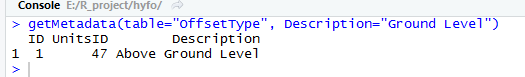 Console E:/R_project/hyfo/
> getMetadata(table="OffsetType", Description="Ground Level")
  ID UnitsID        Description
1  1      47 Above Ground Level
>